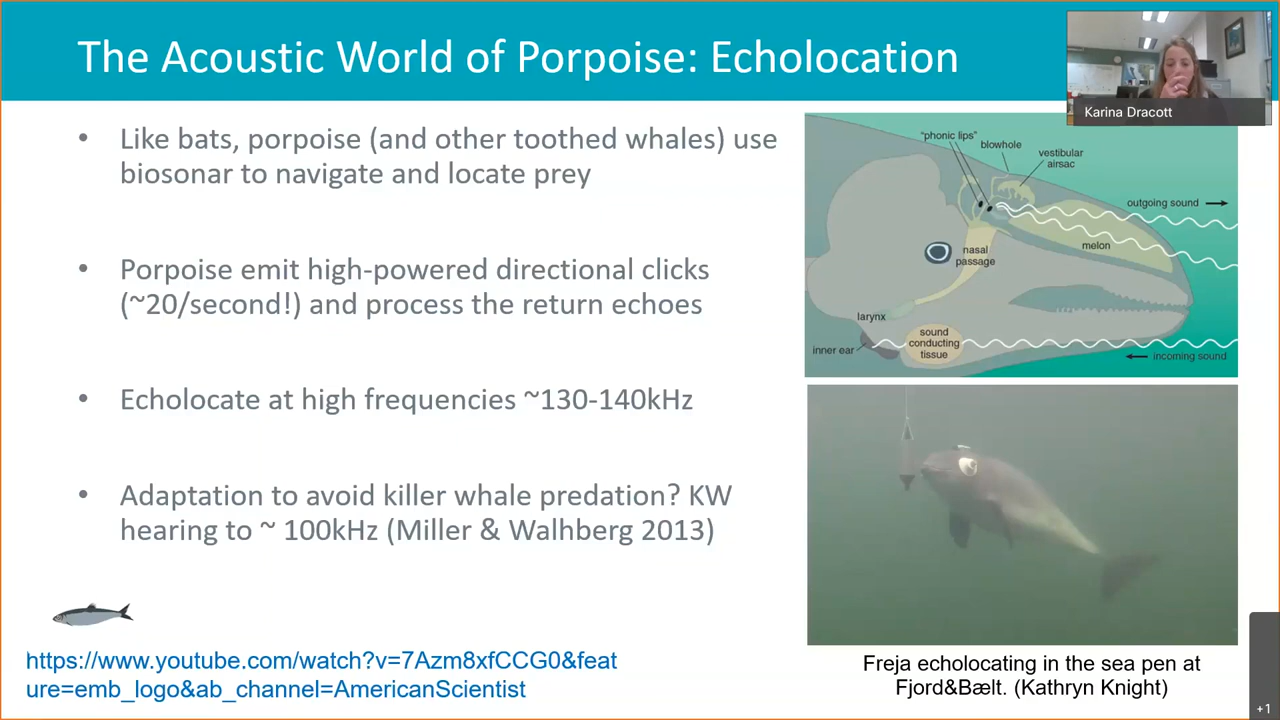 The Acoustic World of Porpoise: Echolocation
Karina Dracott
• Like bats, porpoise (and other toothed whales) use
biosonar to navigate and locate prey
• Porpoise emit high-powered directional clicks
(~20/second!) and process the return echoes
• Echolocate at high frequencies ~130-140kHz
• Adaptation to avoid killer whale predation? KW
hearing to ~ 100kHz (Miller & Walhberg 2013)
https://www.youtube.com/watch?v=7Azm8xfCCG0&feat
ure=emb_logo&ab_channel=AmericanScientist
"phonic lips"
blowhole
vestibular
airsac
outgoing sound
melon
nasal
passage
larynx
sound
conducting
tissue
inner ear
incoming sound
Freja echolocating in the sea pen at
Fjord&Bælt. (Kathryn Knight)
+1